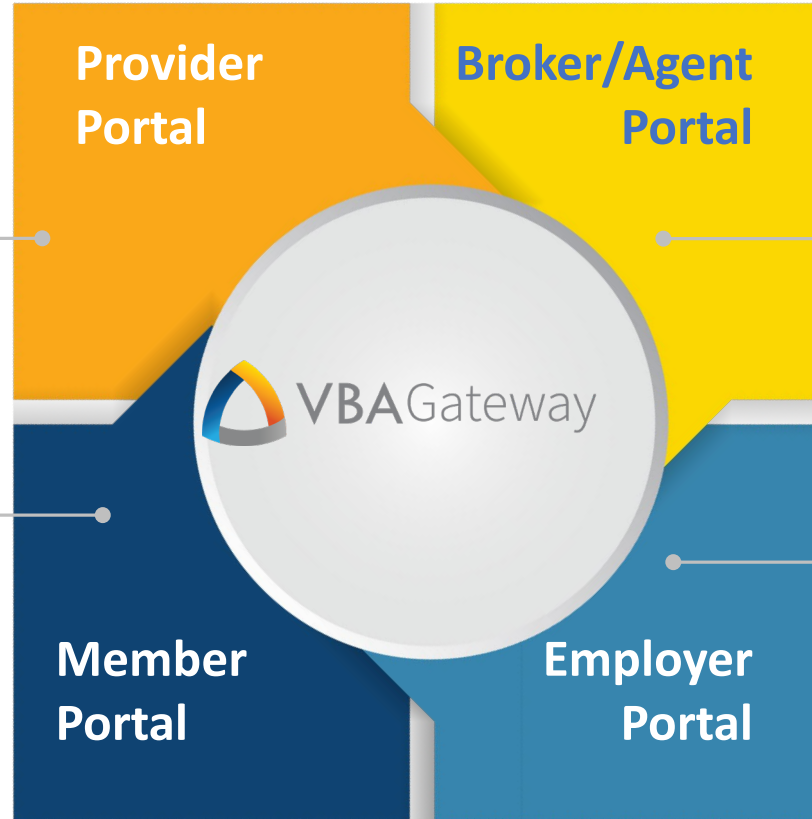 Provider
Portal
Broker/Agent
Portal
VBAGateway
Member
Portal
Employer
Portal